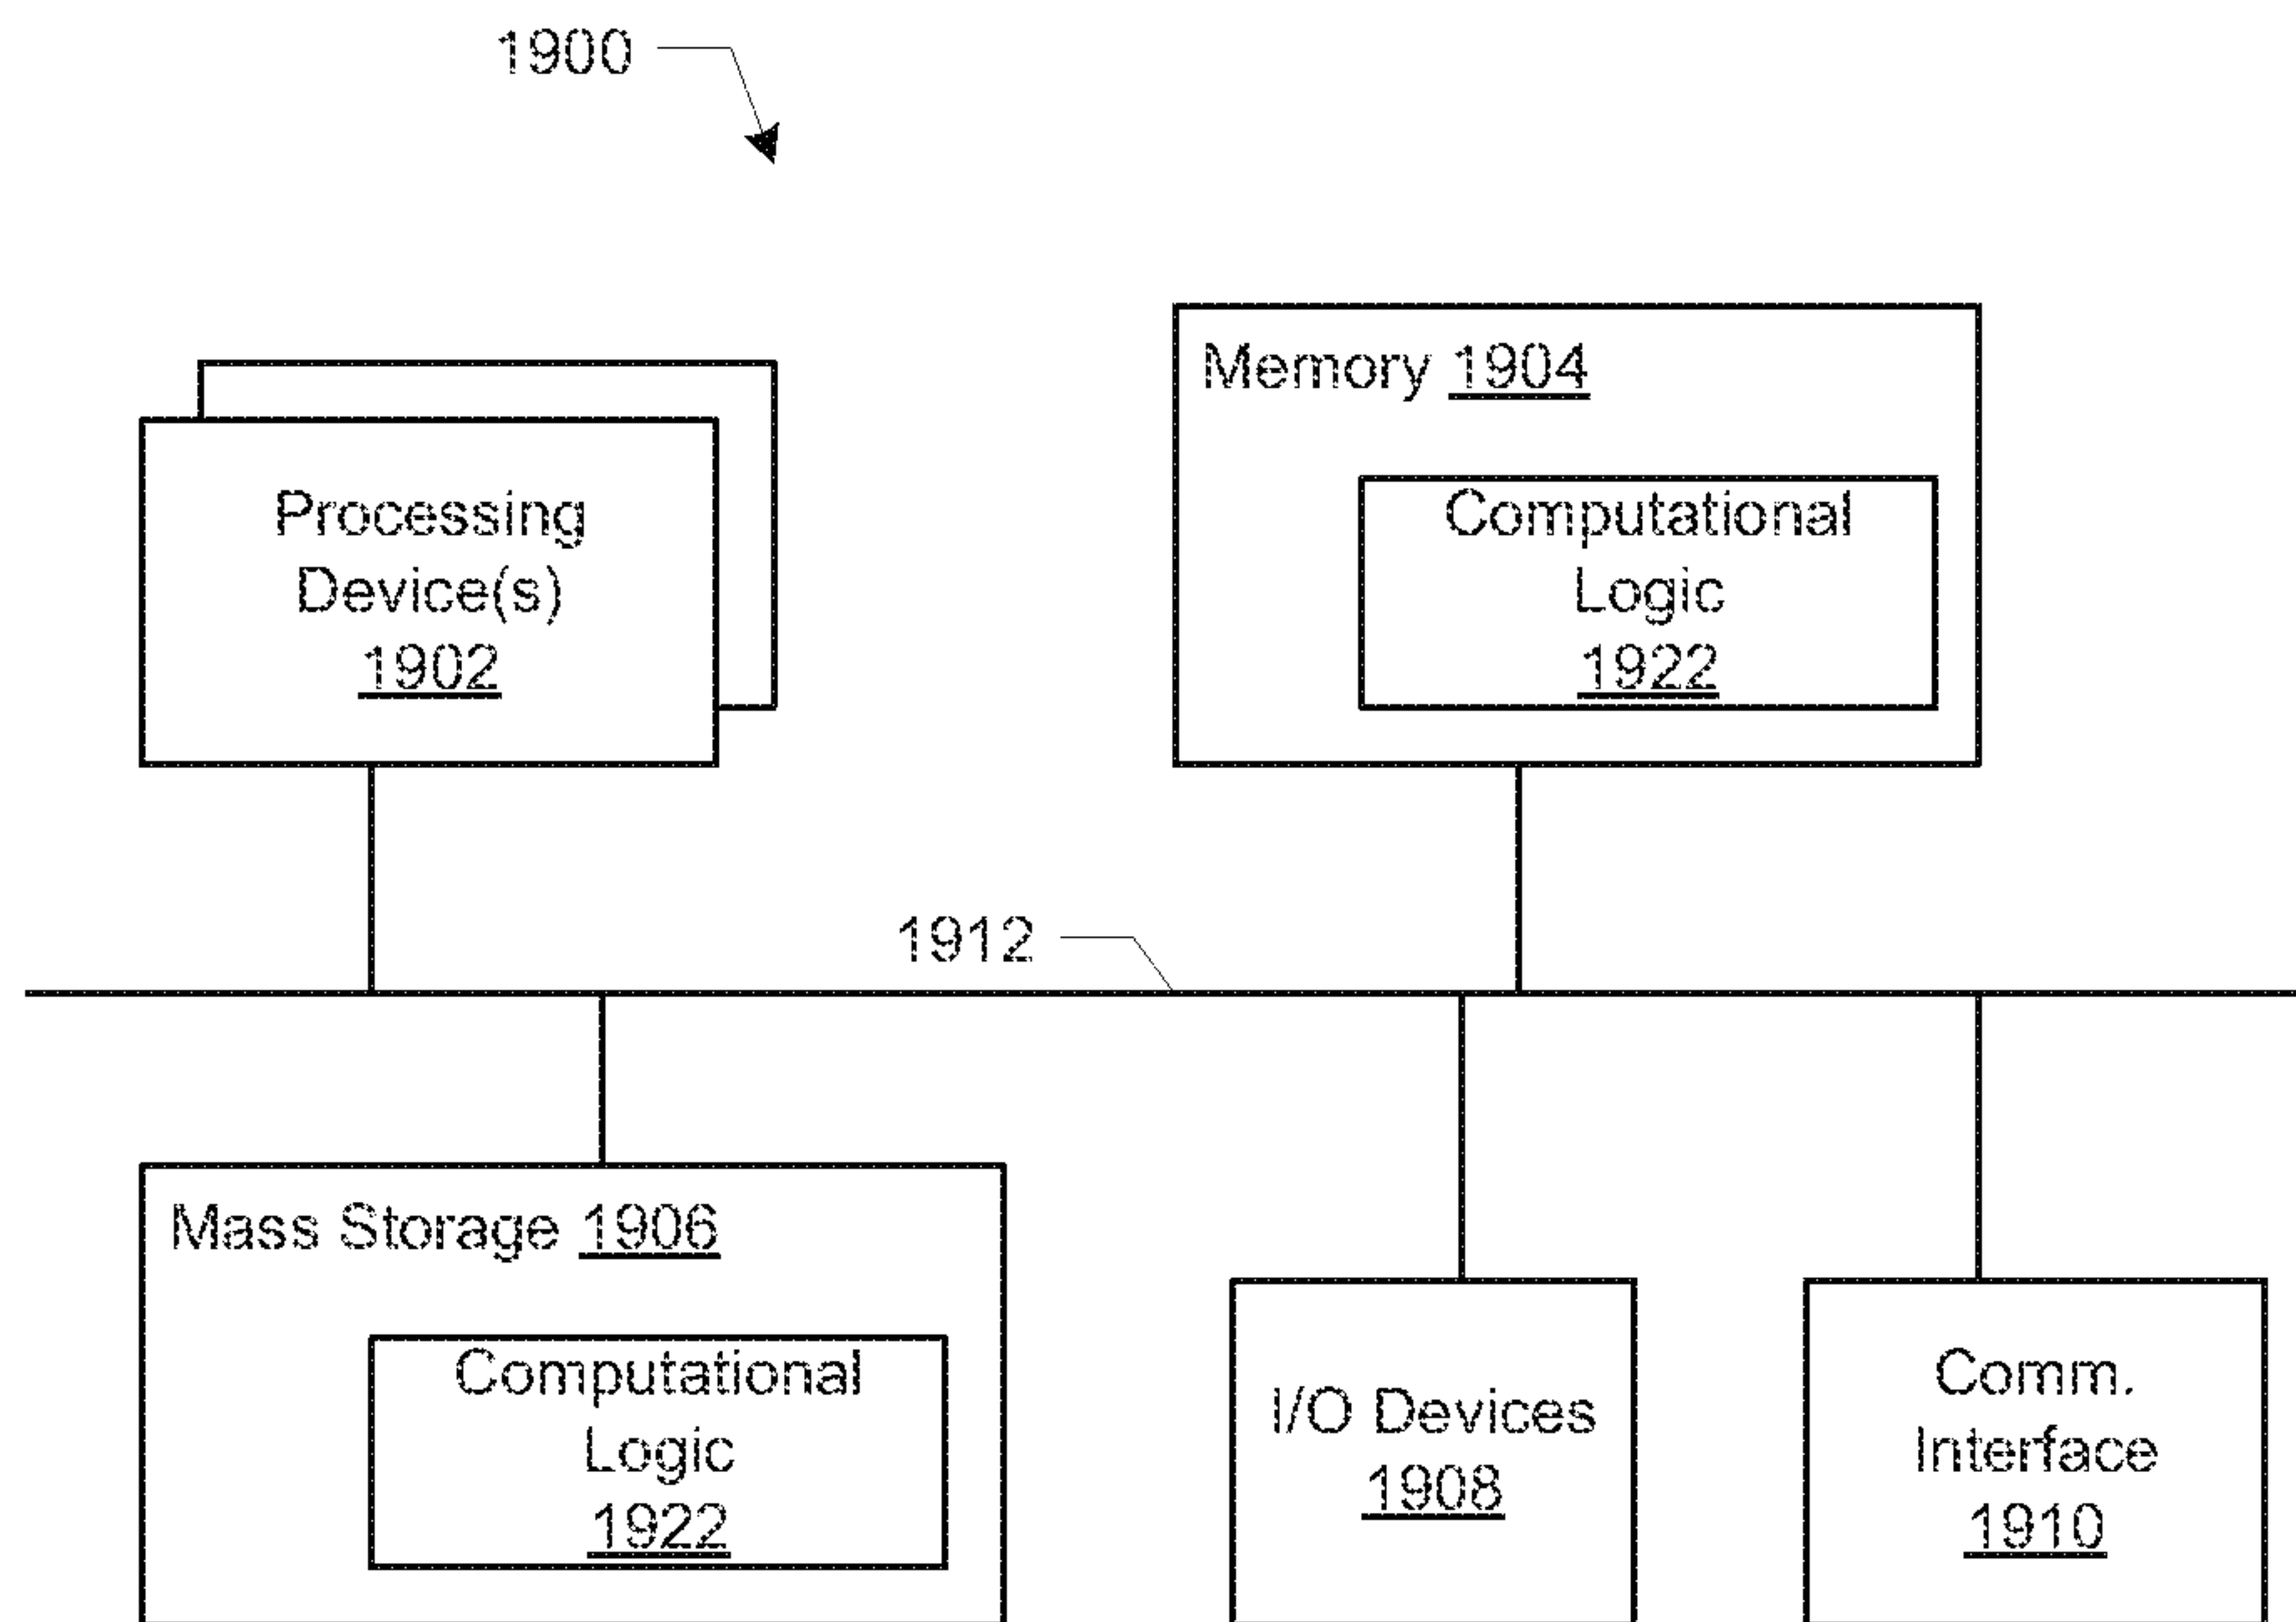 1900
Memory 1904
Processing
Device(s)
1902
Computational
Logic
1922
1912
Mass Storage 1906
Computational
Logic
1922
I/O Devices
1908
Comm.
Interface
1910